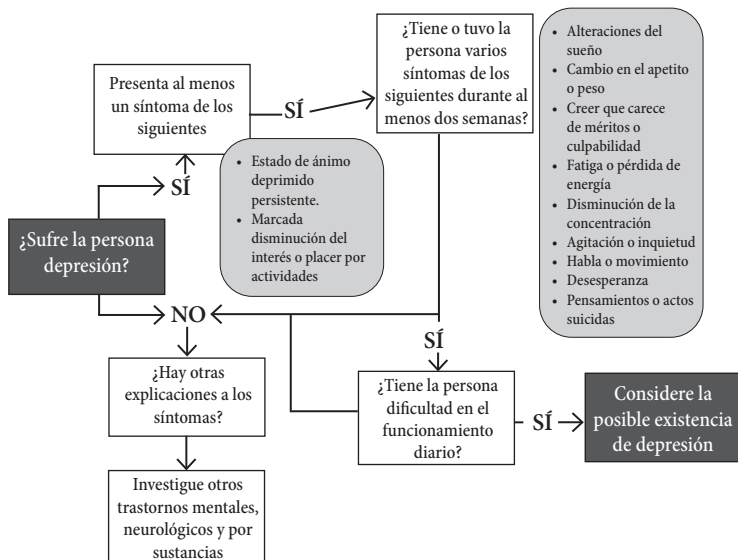 ¿Sufre la persona
depresión?
SÍ
Presenta al menos
un síntoma de los
siguientes
• Estado de ánimo
deprimido
persistente.
• Marcada
disminución del
interés o placer por
actividades
SÍ
¿Tiene o tuvo la
persona varios
síntomas de los
siguientes durante al
menos dos semanas?
• Alteraciones del
sueño
• Cambio en el apetito
o peso
• Creer que carece
de méritos o
culpabilidad
• Fatiga o pérdida de
energía
• Disminución de la
concentración
• Agitación o inquietud
• Habla o movimiento
• Desesperanza
• Pensamientos o actos
suicidas
SÍ
¿Tiene la persona
dificultad en el
funcionamiento
diario?
SÍ
Considere la
posible existencia
de depresión
NO
¿Hay otras
explicaciones a los
síntomas?
Investigue otros
trastornos mentales,
neurológicos y por
sustancias